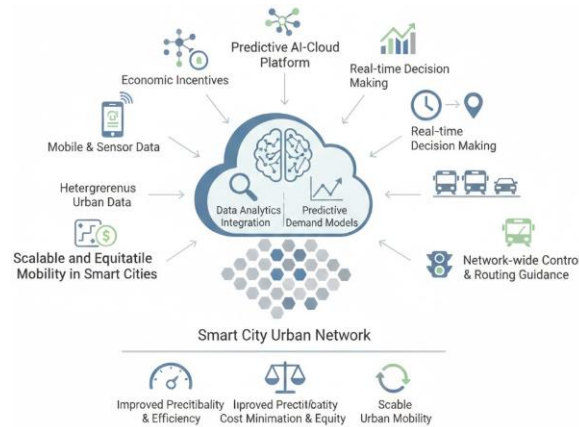 Predictive AI-Cloud
Platform
Economic Incentives
Real-time Decision
Making
Mobile & Sensor Data
Real-time
Decision Making
Hetergrerenus
Urban Data
Data Analytics
Integration
Predictive
Demand Models
Scalable and Equitatile
Mobility in Smart Cities
Network-wide Contro
& Routing Guidance
Smart City Urban Network
Improved Precitibality
& Efficiency
Iproved Prectif/catity
Cost Minimation & Equity
Scable
Urban Mobility